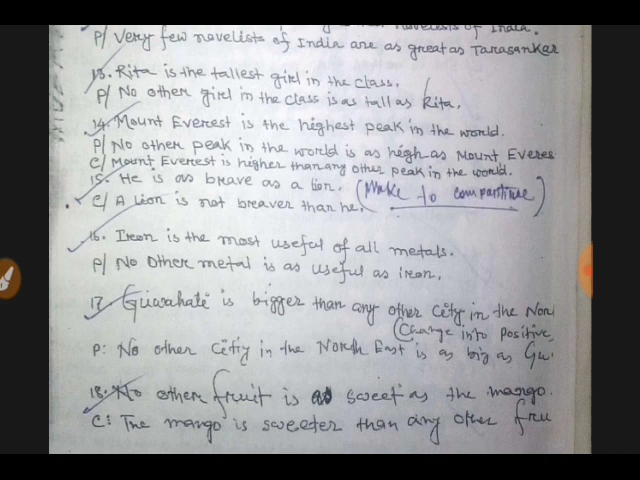 P/ Very few novelists of India are as great as Tarasankar
13. Rita is the tallest girl in the class.
P/ No other girl in the class is as tall as Rita.
14. Mount Everest is the highest peak in the world.
P/ No other peak in the world is as high as Mount Everes
C/ Mount Everest is higher than any other peak in the world.
15. He is as brave as a lion. (Make to comparitive)
C/ A Lion is not breaver than he.
16. Iron is the most useful of all metals.
P/ No other metal is as useful as iron.
17. Guwahati is bigger than any other City in the Nor
(Change into Positive,
P: No other City in the North East is as big as Gu.
18. No other fruit is as sweet as the mango.
C: The mango is sweeter than any other fru